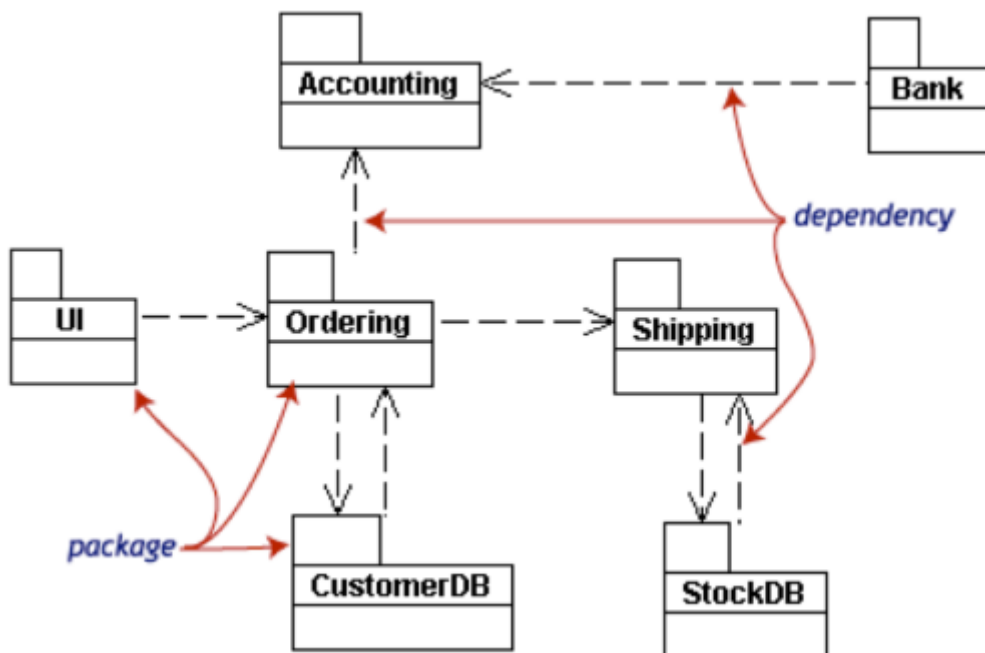 Accounting
Bank
dependency
UI
Ordering
Shipping
package
CustomerDB
StockDB